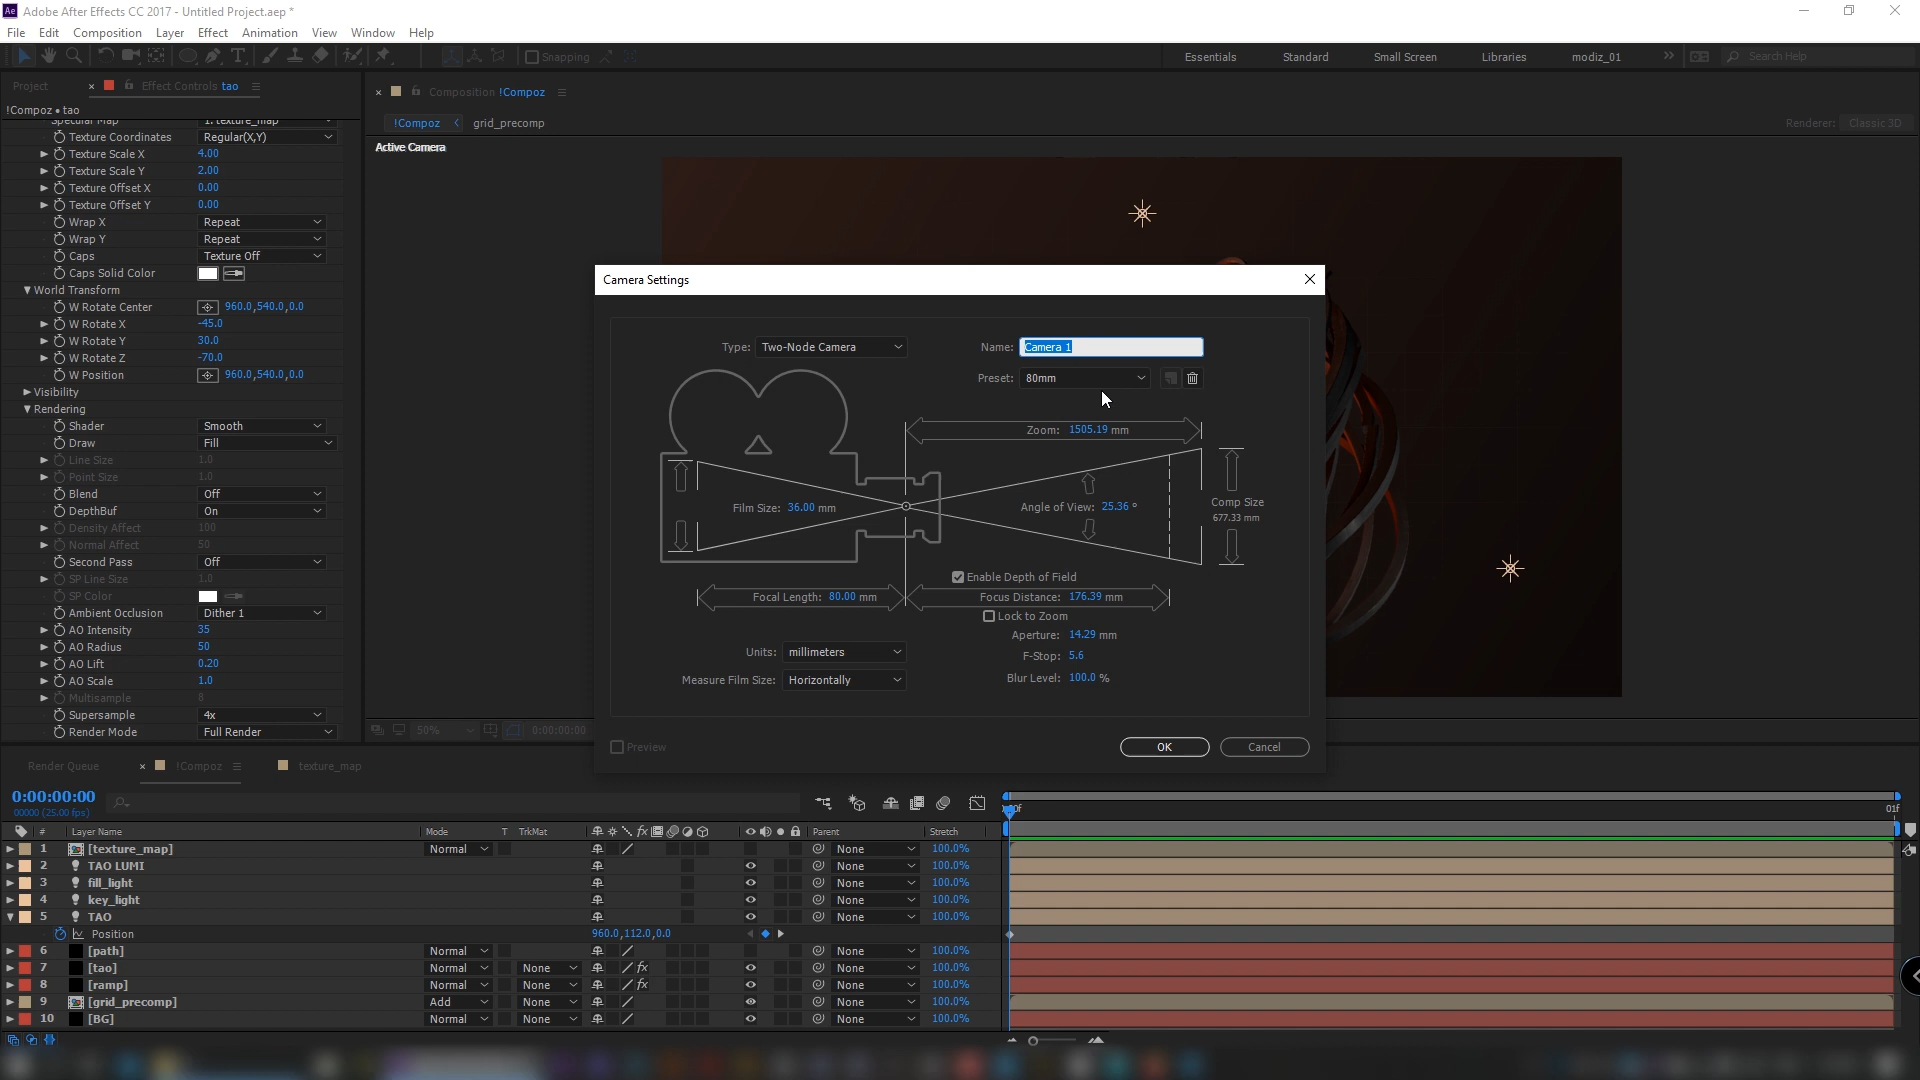 Ae Adobe After Effects CC 2017 - Untitled Project.aep *
File Edit Composition Layer Effect Animation View Window Help
Snapping Essentials Standard Small Screen Libraries modiz_01 Search Help
Project Effect Controls tao Composition !Compoz
!Compoz • tao
!Compoz grid_precomp Renderer: Classic 3D
Specular Map 1. texture_map
Active Camera
Texture Coordinates Regular(X,Y)
Texture Scale X 4.00
Texture Scale Y 2.00
Texture Offset X 0.00
Texture Offset Y 0.00
Wrap X Repeat
Wrap Y Repeat
Caps Texture Off
Caps Solid Color
World Transform
W Rotate Center 960.0,540.0,0.0
W Rotate X -45.0
W Rotate Y 30.0
W Rotate Z -70.0
W Position 960.0,540.0,0.0
Visibility
Rendering
Shader Smooth
Draw Fill
Line Size 1.0
Point Size 1.0
Blend Off
DepthBuf On
Density Affect 100
Normal Affect 50
Second Pass Off
SP Line Size 1.0
SP Color
Ambient Occlusion Dither 1
AO Intensity 35
AO Radius 50
AO Lift 0.20
AO Scale 1.0
Multisample 8
Supersample 4x
Render Mode Full Render
Camera Settings
Type: Two-Node Camera Name: Camera 1
Preset: 80mm
Zoom: 1505.19 mm
Film Size: 36.00 mm Angle of View: 25.36 °
Comp Size
677.33 mm
Enable Depth of Field
Focal Length: 80.00 mm Focus Distance: 176.39 mm
Lock to Zoom
Aperture: 14.29 mm
Units: millimeters F-Stop: 5.6
Measure Film Size: Horizontally Blur Level: 100.0 %
Preview OK Cancel
50% 0:00:00:00
Render Queue !Compoz texture_map
0:00:00:00
00000 (25.00 fps)
01f
# Layer Name Mode T TrkMat fx Parent Stretch
1 [texture_map] Normal None 100.0%
2 TAO LUMI None 100.0%
3 fill_light None 100.0%
4 key_light None 100.0%
5 TAO None 100.0%
Position 960.0,112.0,0.0
6 [path] Normal None 100.0%
7 [tao] Normal None fx None 100.0%
8 [ramp] Normal None fx None 100.0%
9 [grid_precomp] Add None None 100.0%
10 [BG] Normal None None 100.0%